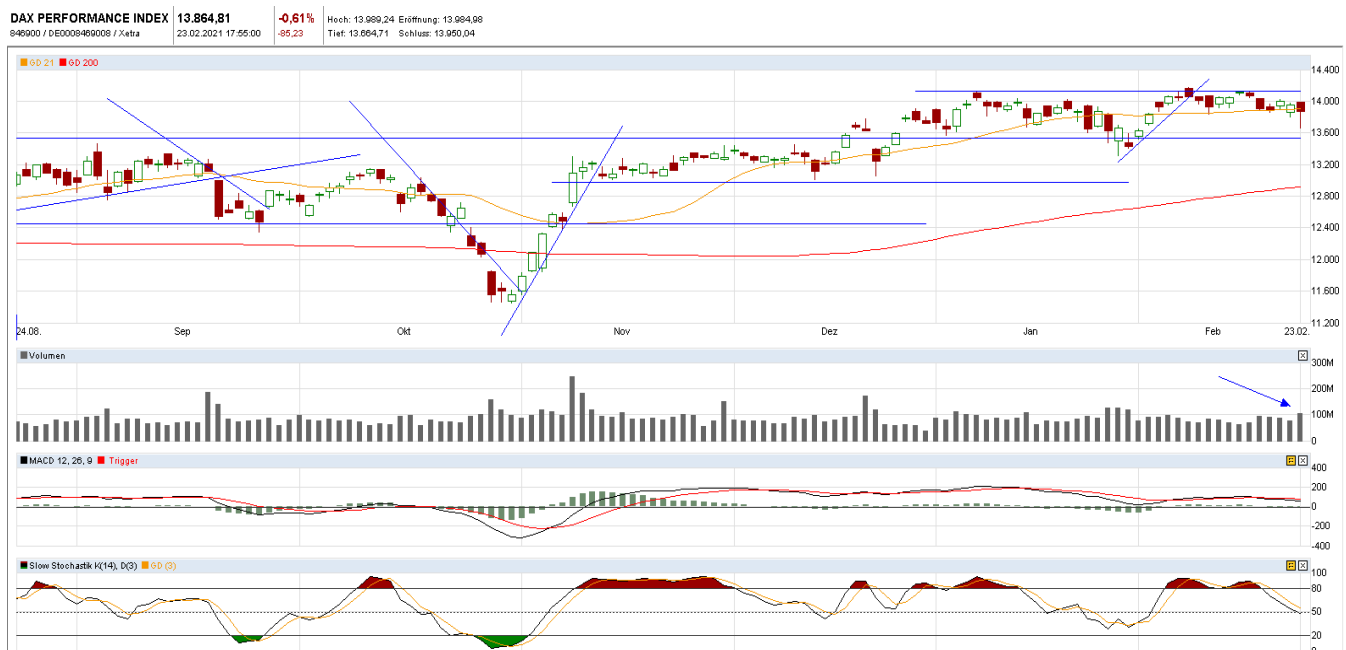 DAX PERFORMANCE INDEX 13.864,81 -0,61% Hoch: 13.989,24 Eröffnung: 13.984,98
846900 / DE0008469008 / Xetra 23.02.2021 17:55:00 -85,23 Tief: 13.664,71 Schluss: 13.950,04
GD 21 GD 200
14.400
14.000
13.600
13.200
12.800
12.400
12.000
11.600
11.200
24.08. Sep Okt Nov Dez Jan Feb 23.02.
Volumen
300M
200M
100M
0
MACD 12, 26, 9 Trigger
400
200
0
-200
-400
Slow Stochastik K(14), D(3) GD (3)
100
80
50
20
0